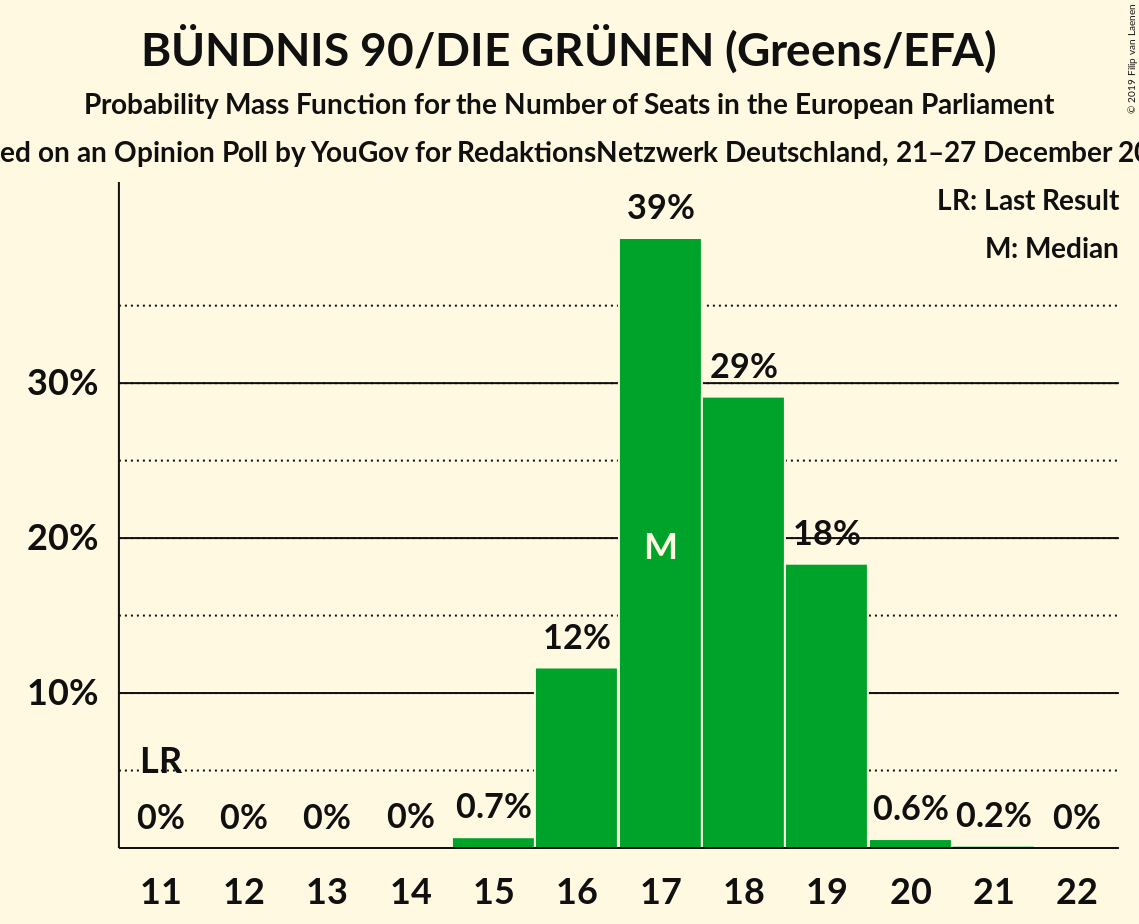 BÜNDNIS 90/DIE GRÜNEN (Greens/EFA)
Probability Mass Function for the Number of Seats in the European Parliament
ed on an Opinion Poll by YouGov for RedaktionsNetzwerk Deutschland, 21–27 December 20
© 2019 Filip van Laenen
LR: Last Result
M: Median
39%
30%
29%
20%
18%
M
12%
10%
LR
0% 0% 0% 0% 0.7% 0.6% 0.2% 0%
11 12 13 14 15 16 17 18 19 20 21 22